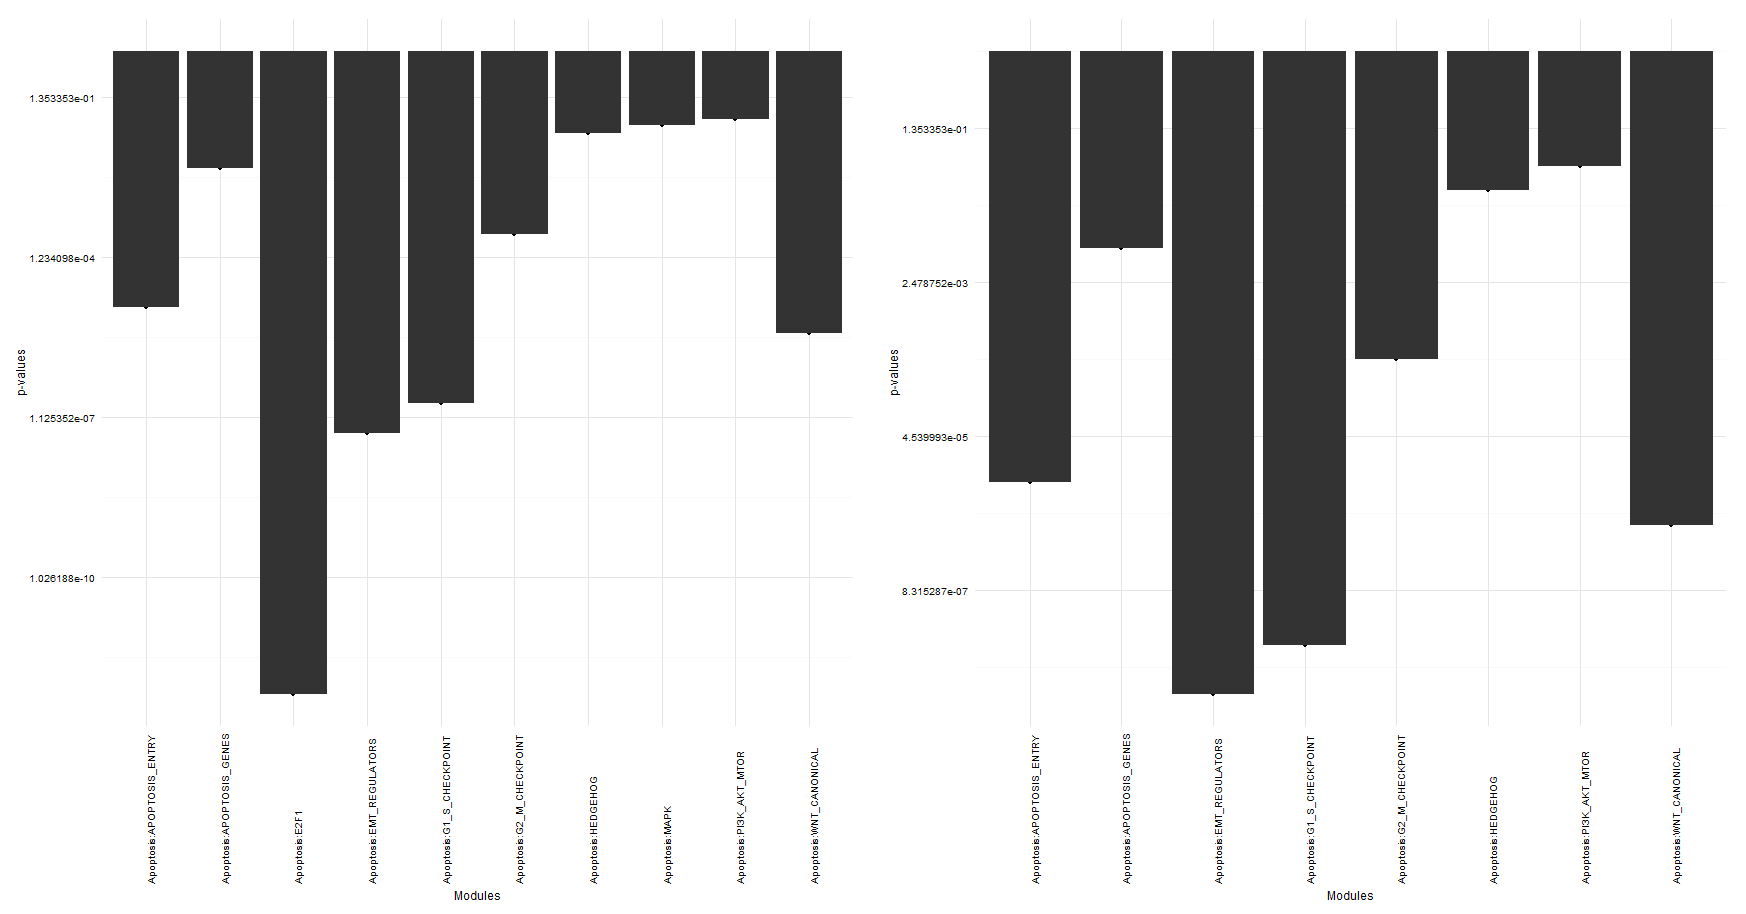 p-values
1.353353e-01
1.234098e-04
1.125352e-07
1.026188e-10
Apoptosis:APOPTOSIS_ENTRY
Apoptosis:APOPTOSIS_GENES
Apoptosis:E2F1
Apoptosis:EMT_REGULATORS
Apoptosis:G1_S_CHECKPOINT
Apoptosis:G2_M_CHECKPOINT
Apoptosis:HEDGEHOG
Apoptosis:MAPK
Apoptosis:PI3K_AKT_MTOR
Apoptosis:WNT_CANONICAL
Modules
p-values
1.353353e-01
2.478752e-03
4.539993e-05
8.315287e-07
Apoptosis:APOPTOSIS_ENTRY
Apoptosis:APOPTOSIS_GENES
Apoptosis:EMT_REGULATORS
Apoptosis:G1_S_CHECKPOINT
Apoptosis:G2_M_CHECKPOINT
Apoptosis:HEDGEHOG
Apoptosis:PI3K_AKT_MTOR
Apoptosis:WNT_CANONICAL
Modules